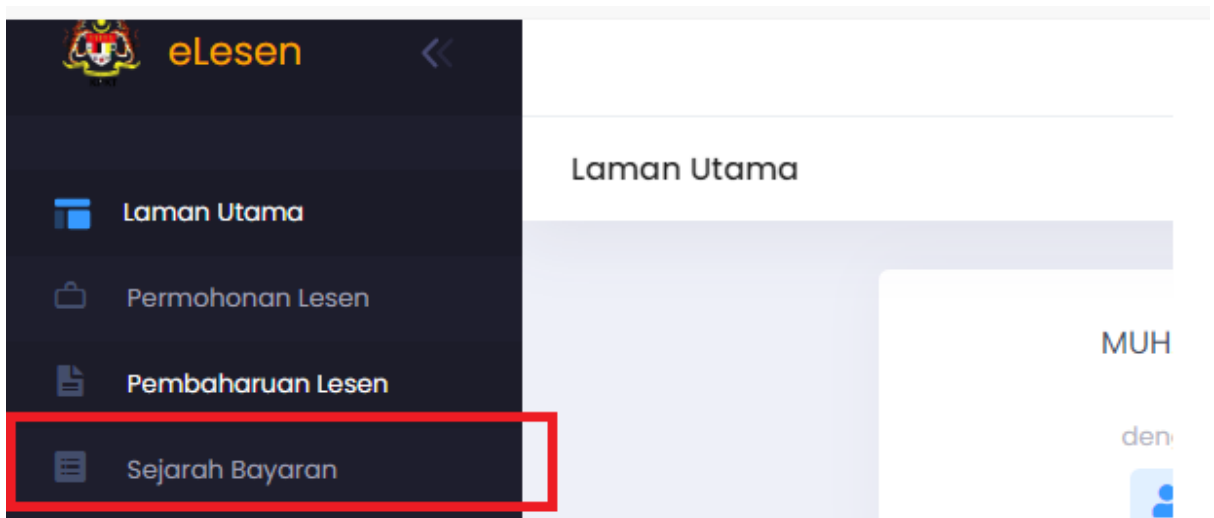 eLesen
Laman Utama
Laman Utama
Permohonan Lesen
Pembaharuan Lesen
Sejarah Bayaran
MUH
den